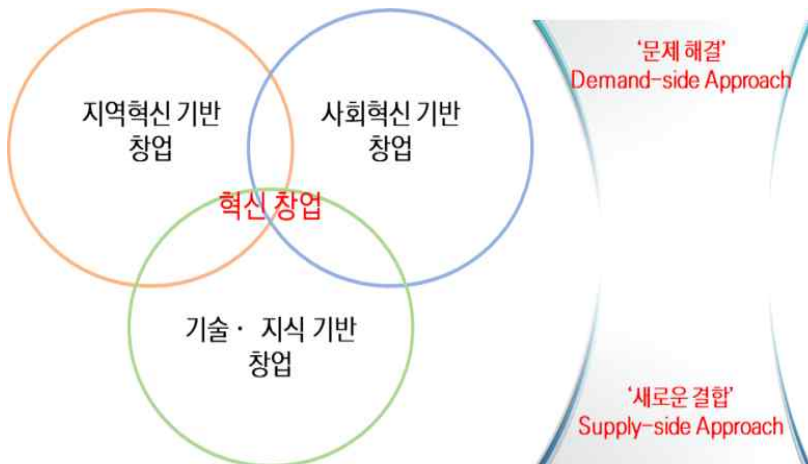 지역혁신 기반
창업
사회혁신 기반
창업
혁신 창업
기술· 지식 기반
창업
‘문제 해결’
Demand-side Approach
‘새로운 결합’
Supply-side Approach